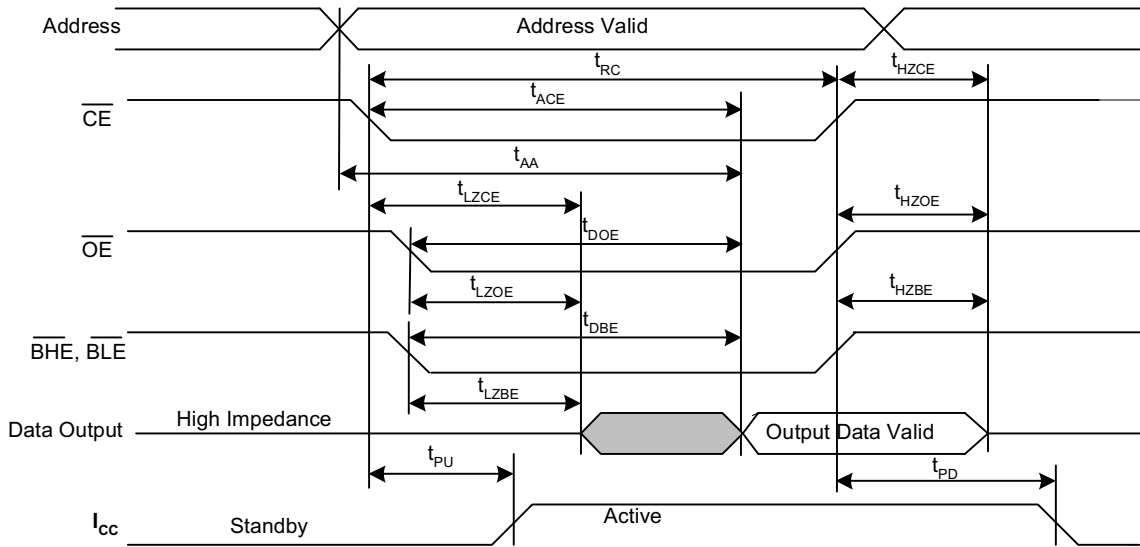 Address
Address Valid
tRC
tHZCE
tACE
CE
tAA
tLZCE
tHZOE
OE
tDOE
tLZOE
tHZBE
tDBE
BHE, BLE
tLZBE
High Impedance
Data Output
Output Data Valid
tPU
tPD
ICC
Standby
Active